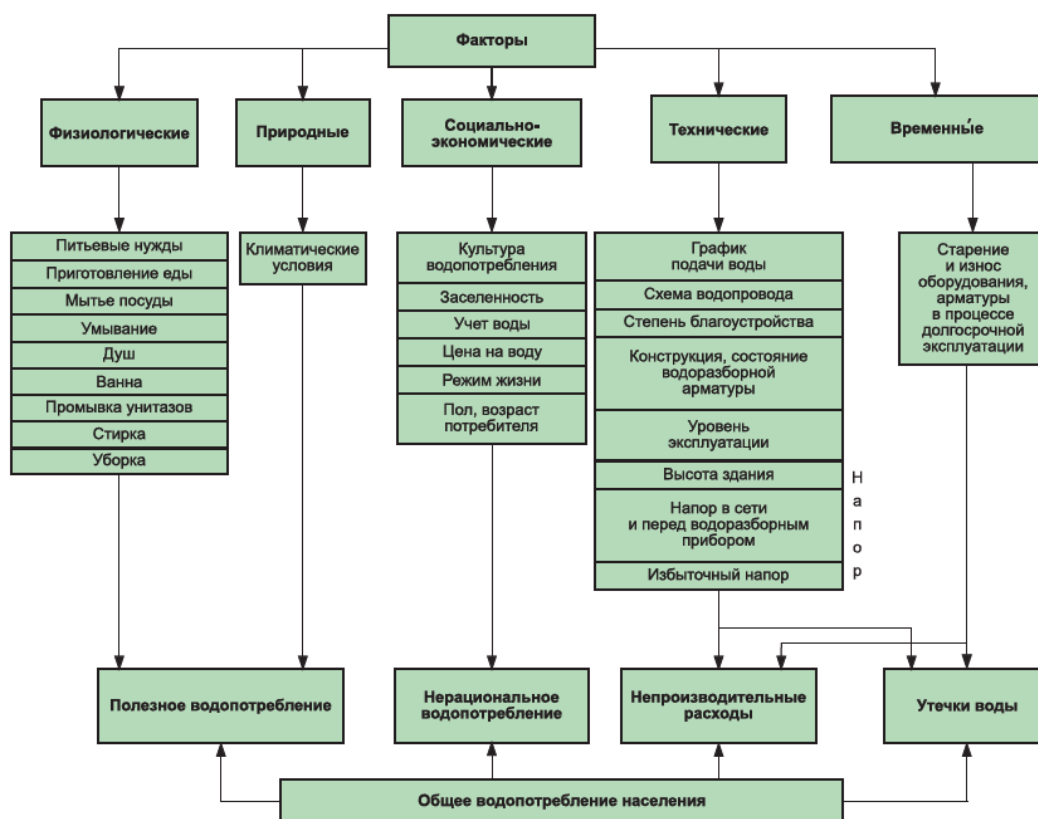 Факторы
Физиологические
Природные
Социально-
экономические
Технические
Временны́е
Питьевые нужды
Приготовление еды
Мытье посуды
Умывание
Душ
Ванна
Промывка унитазов
Стирка
Уборка
Климатические
условия
Культура
водопотребления
Заселенность
Учет воды
Цена на воду
Режим жизни
Пол, возраст
потребителя
График
подачи воды
Схема водопровода
Степень благоустройства
Конструкция, состояние
водоразборной
арматуры
Уровень
эксплуатации
Высота здания
Напор в сети
и перед водоразборным
прибором
Избыточный напор
Напор
Старение
и износ
оборудования,
арматуры
в процессе
долгосрочной
эксплуатации
Полезное водопотребление
Нерациональное
водопотребление
Непроизводительные
расходы
Утечки воды
Общее водопотребление населения